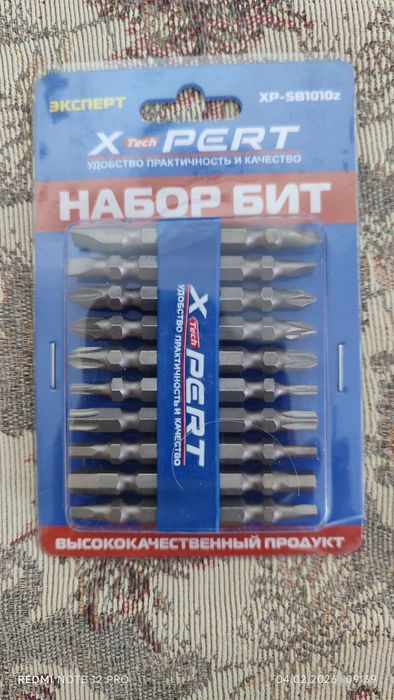 ЭКСПЕРТ
XP-SB1010z
X-Tech PERT
УДОБСТВО ПРАКТИЧНОСТЬ И КАЧЕСТВО
НАБОР БИТ
X-Tech PERT
УДОБСТВО ПРАКТИЧНОСТЬ И КАЧЕСТВО
ВЫСОКОКАЧЕСТВЕННЫЙ ПРОДУКТ
REDMI NOTE 12 PRO
04.02.2026 09:39